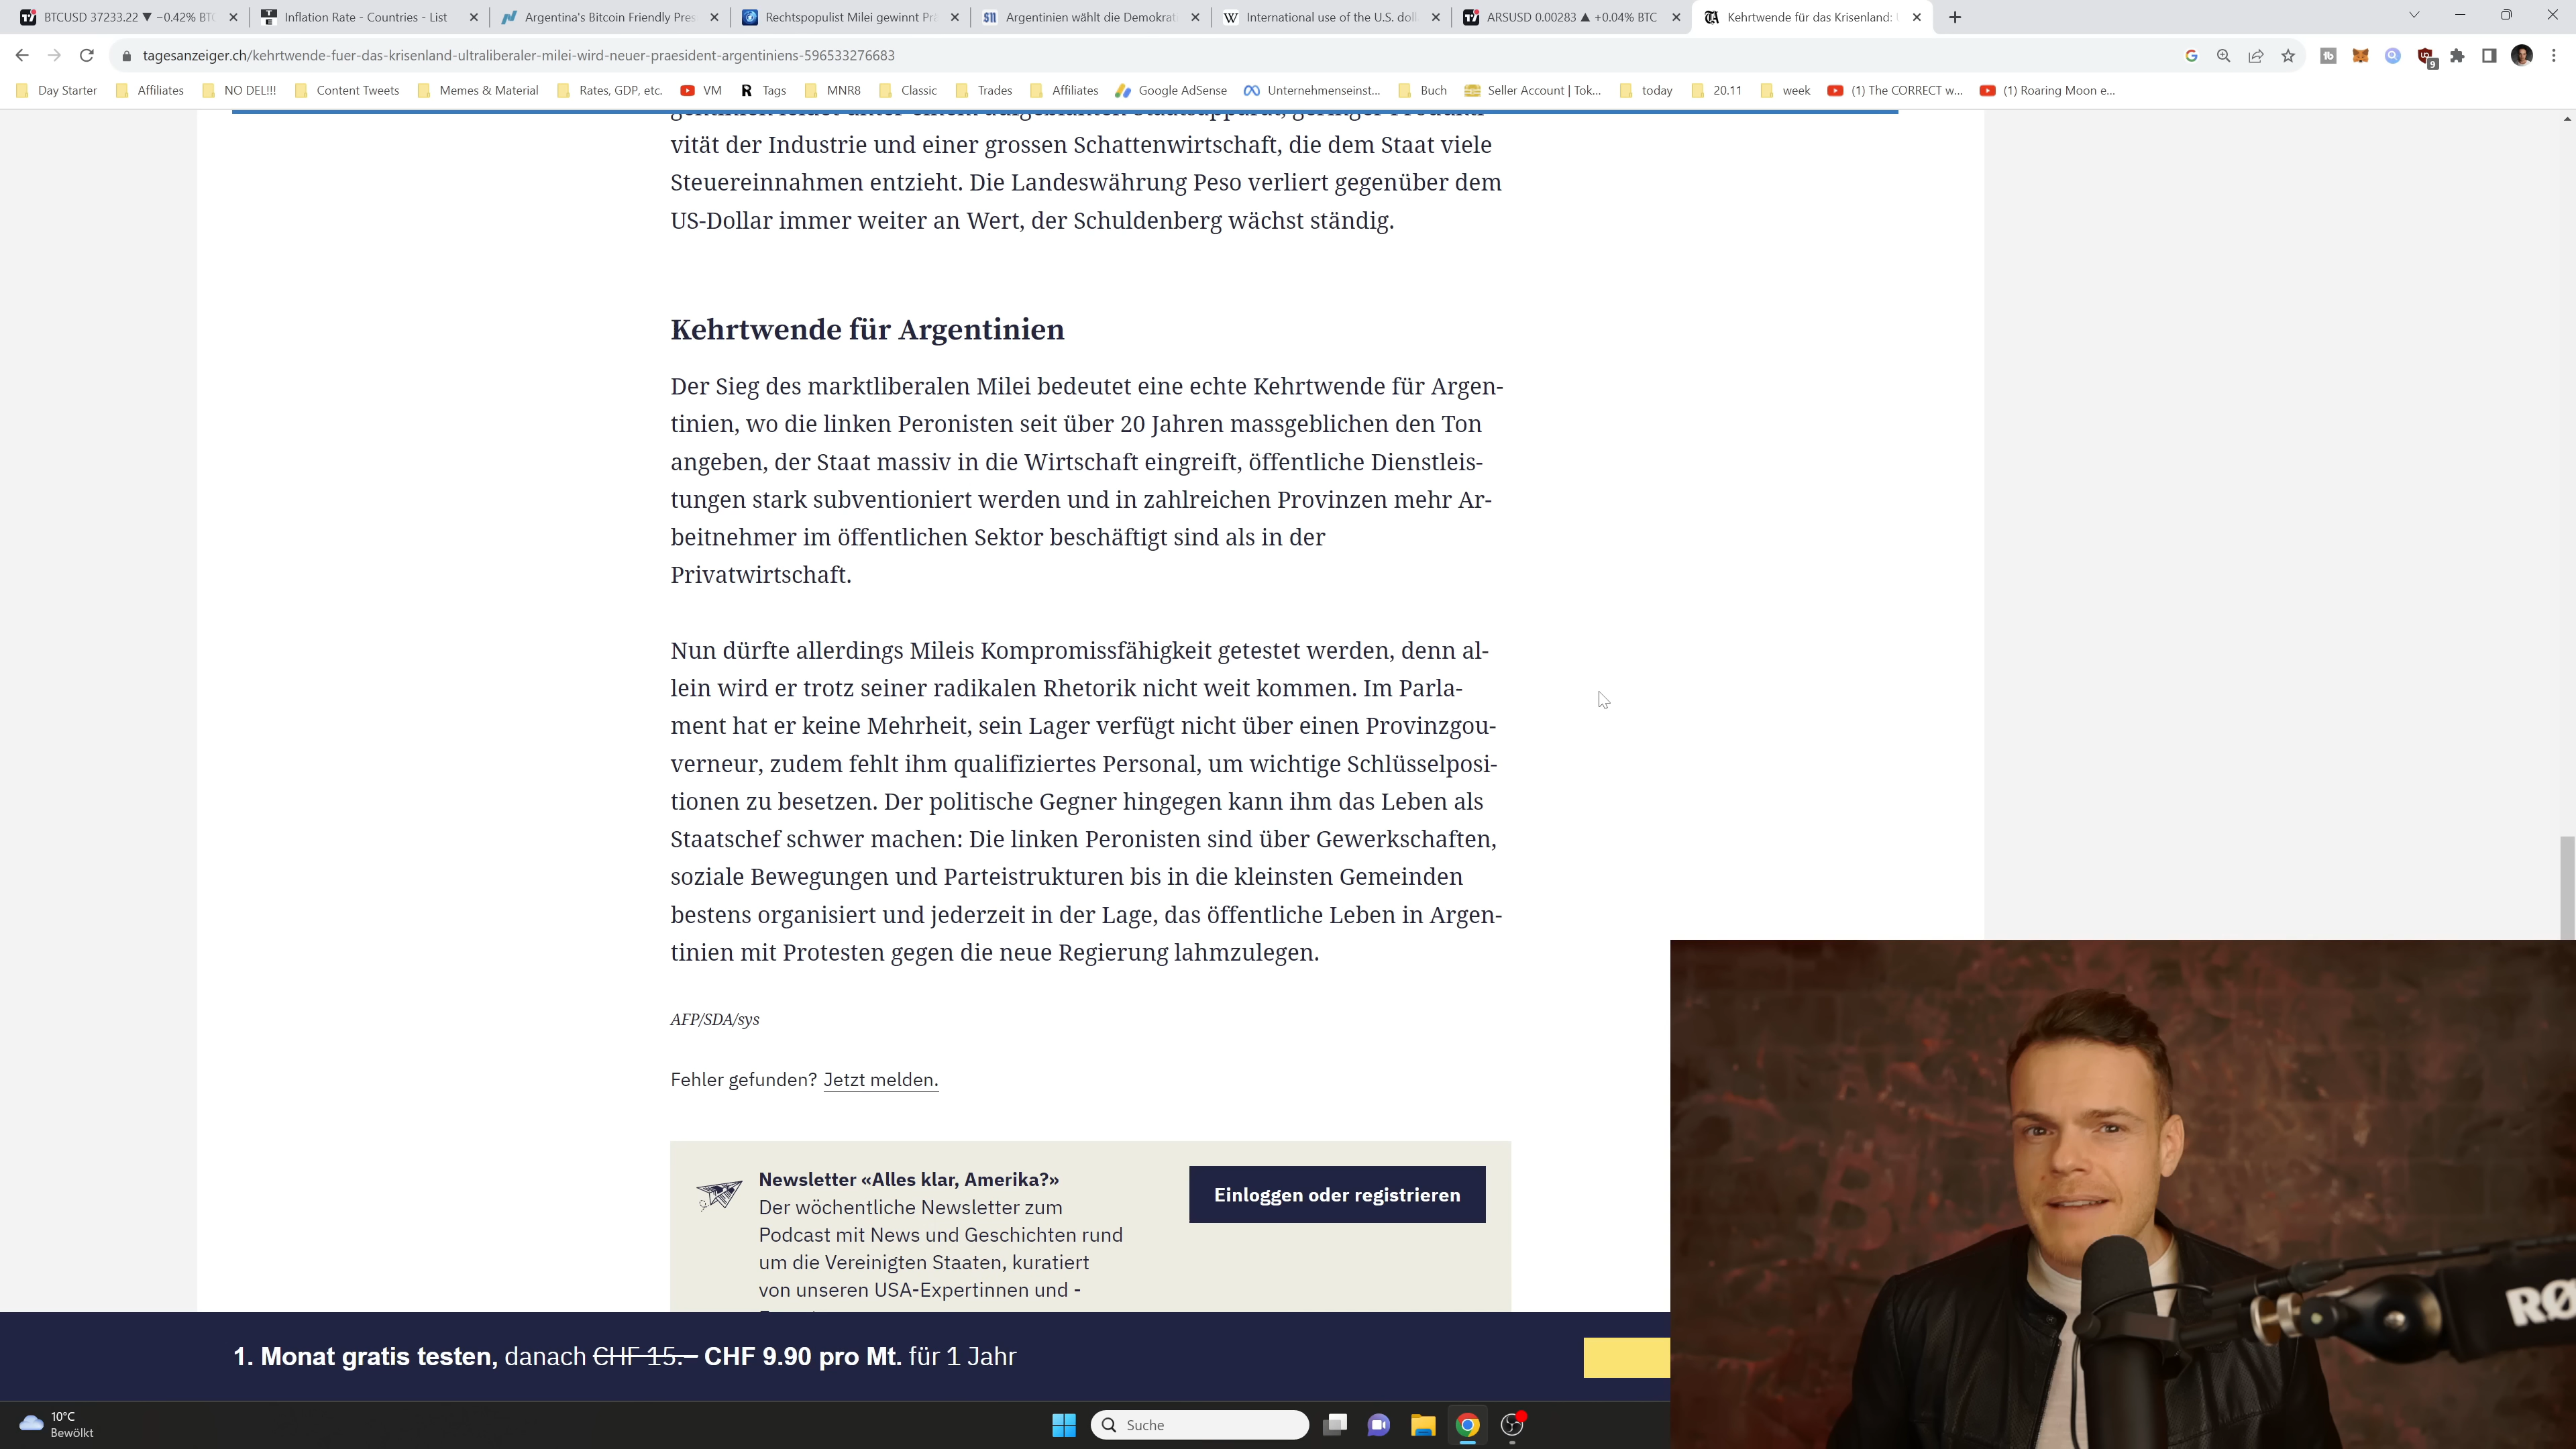 BTCUSD 37233.22 ▼ −0.42% BT
Inflation Rate - Countries - List
Argentina's Bitcoin Friendly Pres
Rechtspopulist Milei gewinnt Prä
Argentinien wählt die Demokrat
International use of the U.S. doll
ARSUSD 0.00283 ▲ +0.04% BTC
Kehrtwende für das Krisenland:
tagesanzeiger.ch/kehrtwende-fuer-das-krisenland-ultraliberaler-milei-wird-neuer-praesident-argentiniens-596533276683
9
Day Starter
Affiliates
NO DEL!!!
Content Tweets
Memes & Material
Rates, GDP, etc.
VM
Tags
MNR8
Classic
Trades
Affiliates
Google AdSense
Unternehmenseinst...
Buch
Seller Account | Tok...
today
20.11
week
(1) The CORRECT w...
(1) Roaring Moon e...
vität der Industrie und einer grossen Schattenwirtschaft, die dem Staat viele
Steuereinnahmen entzieht. Die Landeswährung Peso verliert gegenüber dem
US-Dollar immer weiter an Wert, der Schuldenberg wächst ständig.
Kehrtwende für Argentinien
Der Sieg des marktliberalen Milei bedeutet eine echte Kehrtwende für Argen-
tinien, wo die linken Peronisten seit über 20 Jahren massgeblichen den Ton
angeben, der Staat massiv in die Wirtschaft eingreift, öffentliche Dienstleis-
tungen stark subventioniert werden und in zahlreichen Provinzen mehr Ar-
beitnehmer im öffentlichen Sektor beschäftigt sind als in der
Privatwirtschaft.
Nun dürfte allerdings Mileis Kompromissfähigkeit getestet werden, denn al-
lein wird er trotz seiner radikalen Rhetorik nicht weit kommen. Im Parla-
ment hat er keine Mehrheit, sein Lager verfügt nicht über einen Provinzgou-
verneur, zudem fehlt ihm qualifiziertes Personal, um wichtige Schlüsselposi-
tionen zu besetzen. Der politische Gegner hingegen kann ihm das Leben als
Staatschef schwer machen: Die linken Peronisten sind über Gewerkschaften,
soziale Bewegungen und Parteistrukturen bis in die kleinsten Gemeinden
bestens organisiert und jederzeit in der Lage, das öffentliche Leben in Argen-
tinien mit Protesten gegen die neue Regierung lahmzulegen.
AFP/SDA/sys
Fehler gefunden? Jetzt melden.
Newsletter «Alles klar, Amerika?»
Der wöchentliche Newsletter zum
Podcast mit News und Geschichten rund
um die Vereinigten Staaten, kuratiert
von unseren USA-Expertinnen und -
Einloggen oder registrieren
1. Monat gratis testen, danach CHF 15.– CHF 9.90 pro Mt. für 1 Jahr
RØ
10°C
Bewölkt
Suche